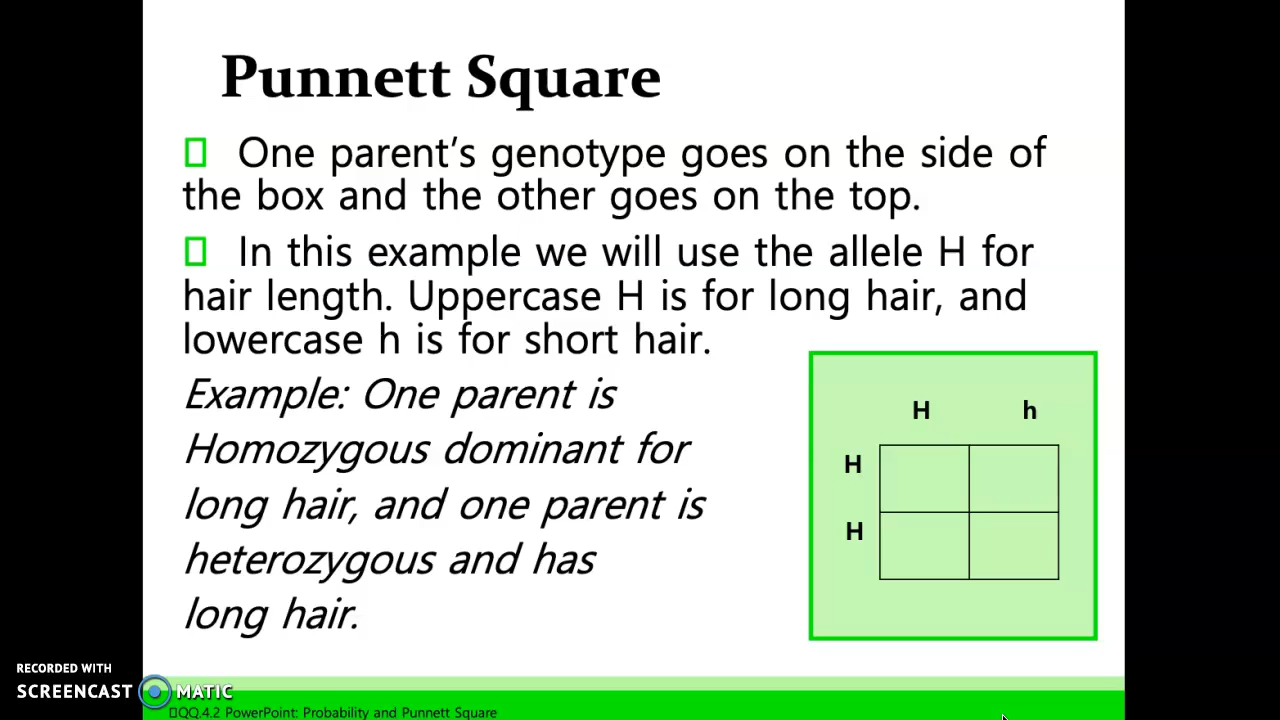 Punnett Square
One parent’s genotype goes on the side of
the box and the other goes on the top.
In this example we will use the allele H for
hair length. Uppercase H is for long hair, and
lowercase h is for short hair.
Example: One parent is
Homozygous dominant for
long hair, and one parent is
heterozygous and has
long hair.
H h
H
H
RECORDED WITH
SCREENCAST MATIC
QQ.4.2 PowerPoint: Probability and Punnett Square